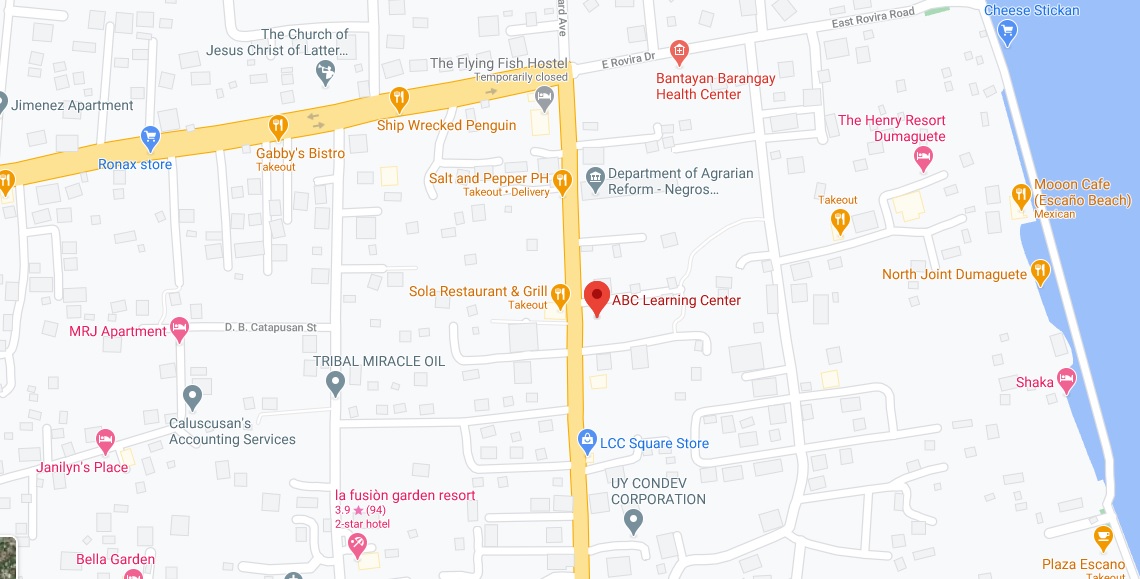 Cheese Stickan
East Rovira Road
ard Ave
The Church of
Jesus Christ of Latter...
E Rovira Dr
The Flying Fish Hostel
Temporarily closed
Bantayan Barangay
Health Center
Jimenez Apartment
Ship Wrecked Penguin
The Henry Resort
Dumaguete
Gabby's Bistro
Takeout
Ronax store
Salt and Pepper PH
Takeout • Delivery
Department of Agrarian
Reform - Negros...
Mooon Cafe
(Escaño Beach)
Mexican
Takeout
North Joint Dumaguete
Sola Restaurant & Grill
Takeout
ABC Learning Center
MRJ Apartment
D. B. Catapusan St
TRIBAL MIRACLE OIL
Shaka
Caluscusan's
Accounting Services
LCC Square Store
Janilyn's Place
UY CONDEV
CORPORATION
la fusiòn garden resort
3.9 ★ (94)
2-star hotel
Bella Garden
Plaza Escano
Takeout